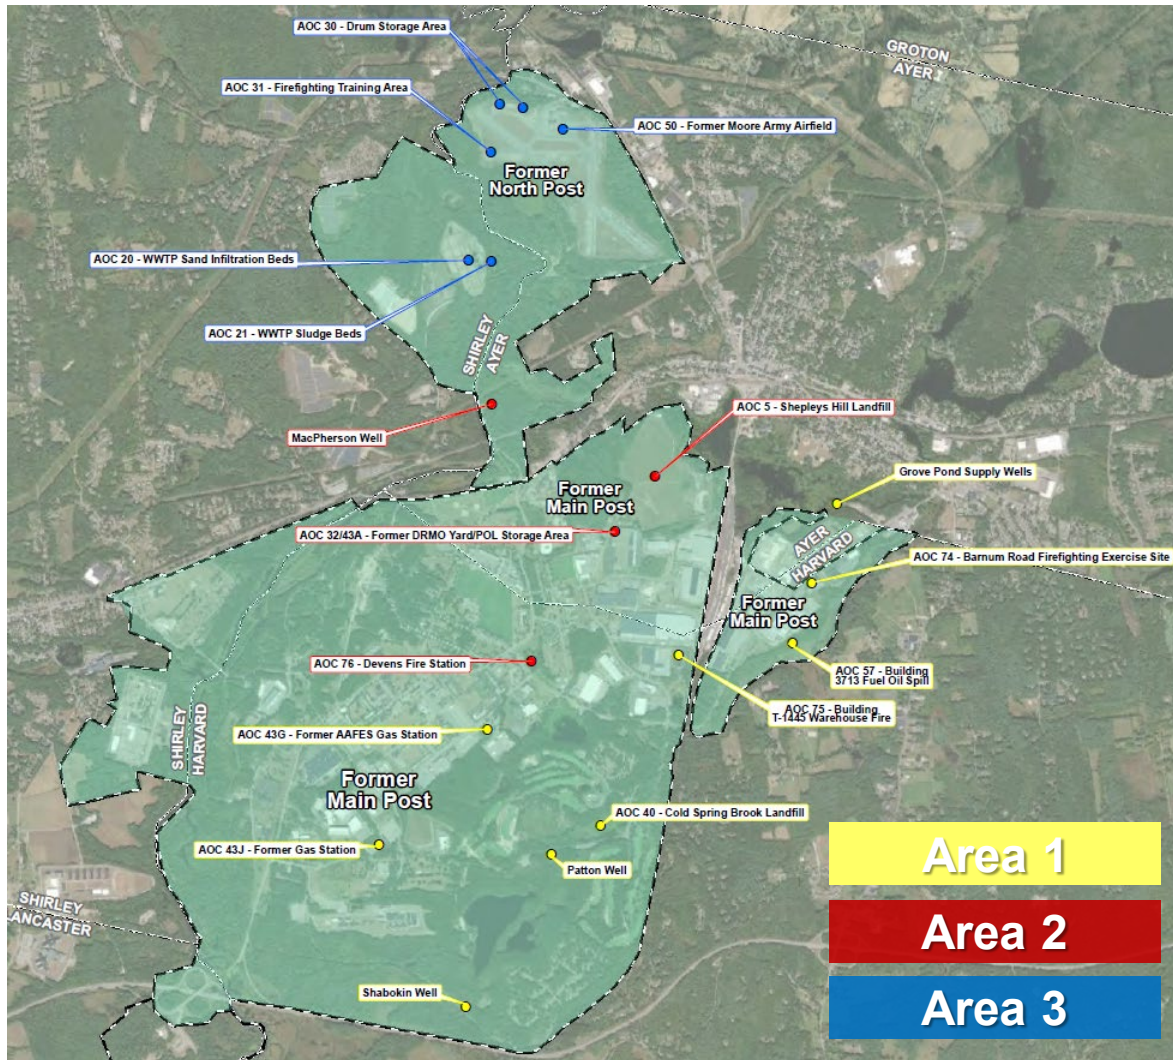 AOC 30 - Drum Storage Area
GROTON
AYER
AOC 31 - Firefighting Training Area
AOC 50 - Former Moore Army Airfield
Former
North Post
AOC 20 - WWTP Sand Infiltration Beds
AOC 21 - WWTP Sludge Beds
SHIRLEY
AYER
MacPherson Well
AOC 5 - Shepleys Hill Landfill
Grove Pond Supply Wells
Former
Main Post
AOC 32/43A - Former DRMO Yard/POL Storage Area
AYER
HARVARD
AOC 74 - Barnum Road Firefighting Exercise Site
Former
Main Post
AOC 76 - Devens Fire Station
AOC 57 - Building
3713 Fuel Oil Spill
AOC 75 - Building
T-1445 Warehouse Fire
SHIRLEY
HARVARD
AOC 43G - Former AAFES Gas Station
Former
Main Post
AOC 40 - Cold Spring Brook Landfill
AOC 43J - Former Gas Station
Patton Well
SHIRLEY
LANCASTER
Shabokin Well
Area 1
Area 2
Area 3